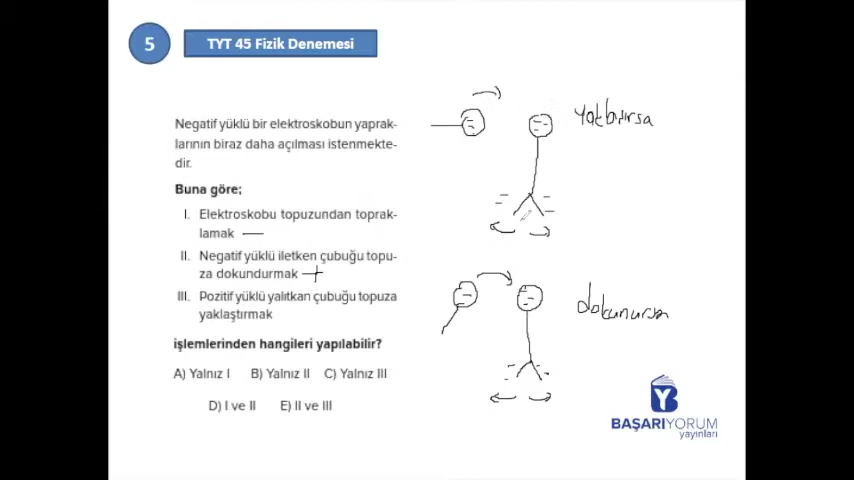 5
TYT 45 Fizik Denemesi
Negatif yüklü bir elektroskobun yaprak-
larının biraz daha açılması istenmekte-
dir.
Buna göre;
I. Elektroskobu topuzundan toprak-
lamak —
II. Negatif yüklü iletken çubuğu topu-
za dokundurmak +
III. Pozitif yüklü yalıtkan çubuğu topuza
yaklaştırmak
işlemlerinden hangileri yapılabilir?
A) Yalnız I B) Yalnız II C) Yalnız III
D) I ve II E) II ve III
dokunursa
BAŞARIYORUM
yayınları